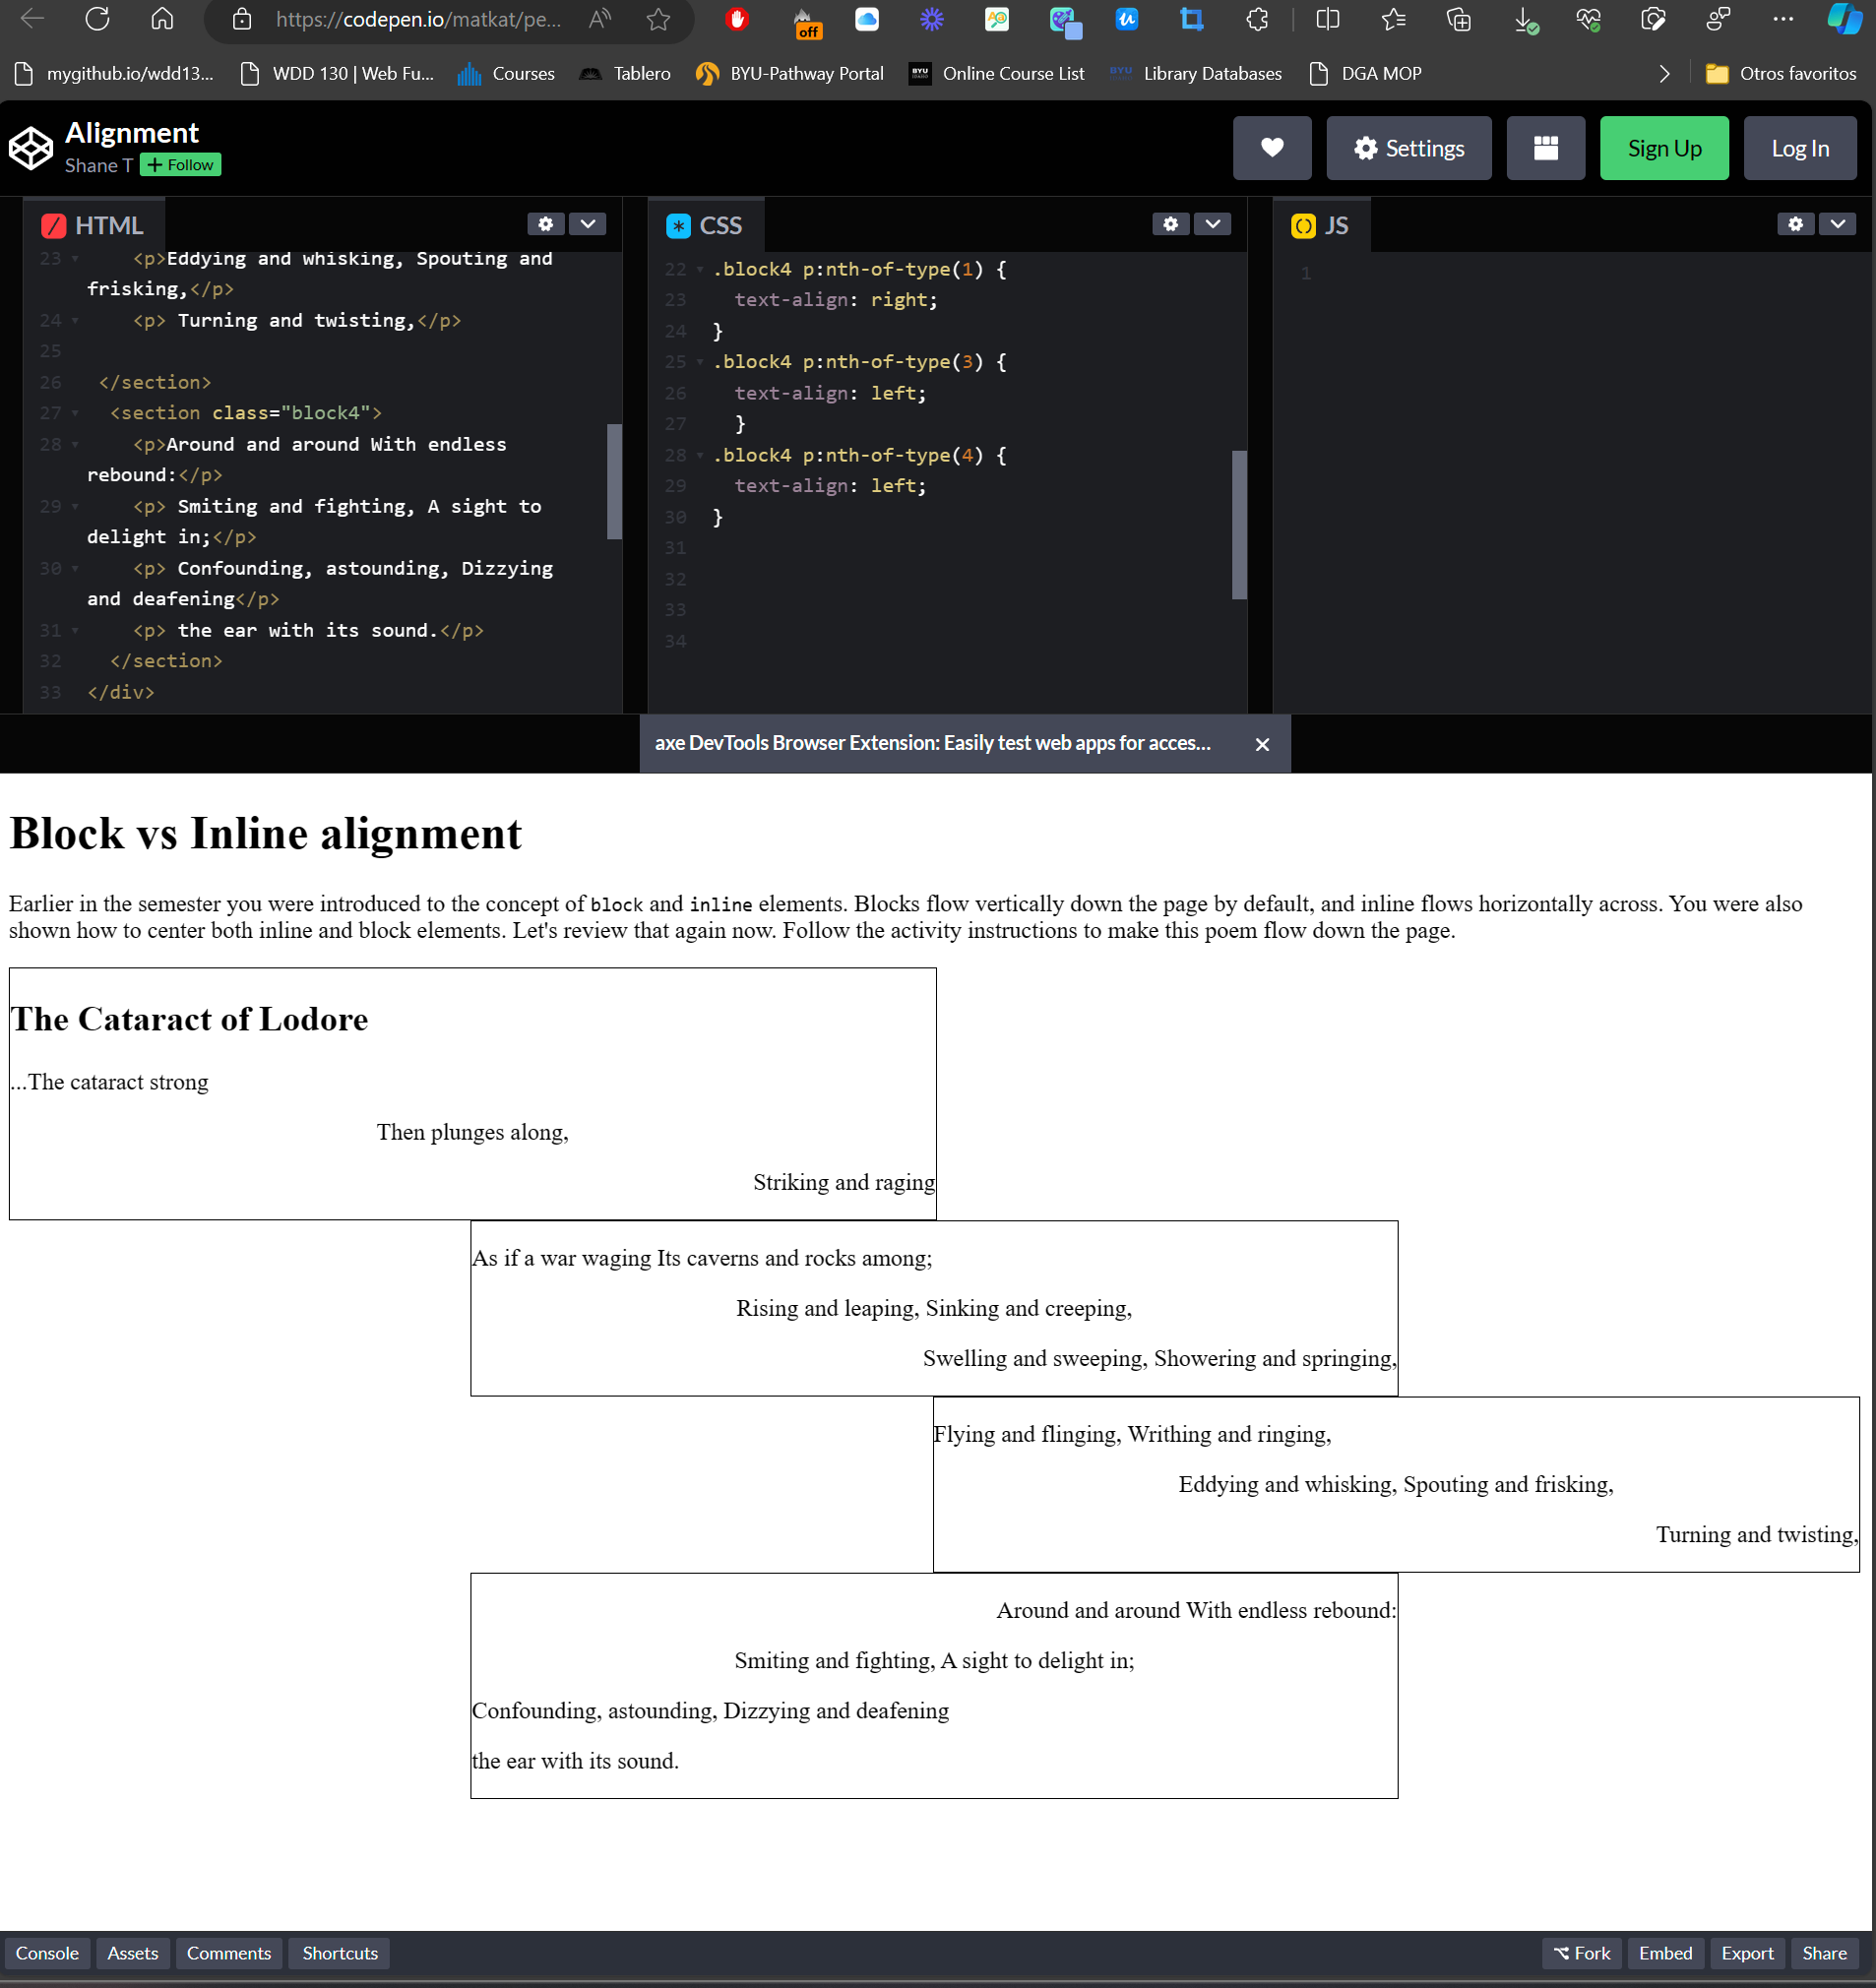 https://codepen.io/matkat/pe...
off
mygithub.io/wdd13... WDD 130 | Web Fu... Courses Tablero BYU-Pathway Portal Online Course List Library Databases DGA MOP Otros favoritos
Alignment
Shane T + Follow
Settings Sign Up Log In
HTML
23 <p>Eddying and whisking, Spouting and
frisking,</p>
24 <p> Turning and twisting,</p>
25
26 </section>
27 <section class="block4">
28 <p>Around and around With endless
rebound:</p>
29 <p> Smiting and fighting, A sight to
delight in;</p>
30 <p> Confounding, astounding, Dizzying
and deafening</p>
31 <p> the ear with its sound.</p>
32 </section>
33 </div>
CSS
22 .block4 p:nth-of-type(1) {
23 text-align: right;
24 }
25 .block4 p:nth-of-type(3) {
26 text-align: left;
27 }
28 .block4 p:nth-of-type(4) {
29 text-align: left;
30 }
31
32
33
34
JS
1
axe DevTools Browser Extension: Easily test web apps for acces...
Block vs Inline alignment
Earlier in the semester you were introduced to the concept of block and inline elements. Blocks flow vertically down the page by default, and inline flows horizontally across. You were also
shown how to center both inline and block elements. Let's review that again now. Follow the activity instructions to make this poem flow down the page.
The Cataract of Lodore
...The cataract strong
Then plunges along,
Striking and raging
As if a war waging Its caverns and rocks among;
Rising and leaping, Sinking and creeping,
Swelling and sweeping, Showering and springing,
Flying and flinging, Writhing and ringing,
Eddying and whisking, Spouting and frisking,
Turning and twisting,
Around and around With endless rebound:
Smiting and fighting, A sight to delight in;
Confounding, astounding, Dizzying and deafening
the ear with its sound.
Console Assets Comments Shortcuts Fork Embed Export Share